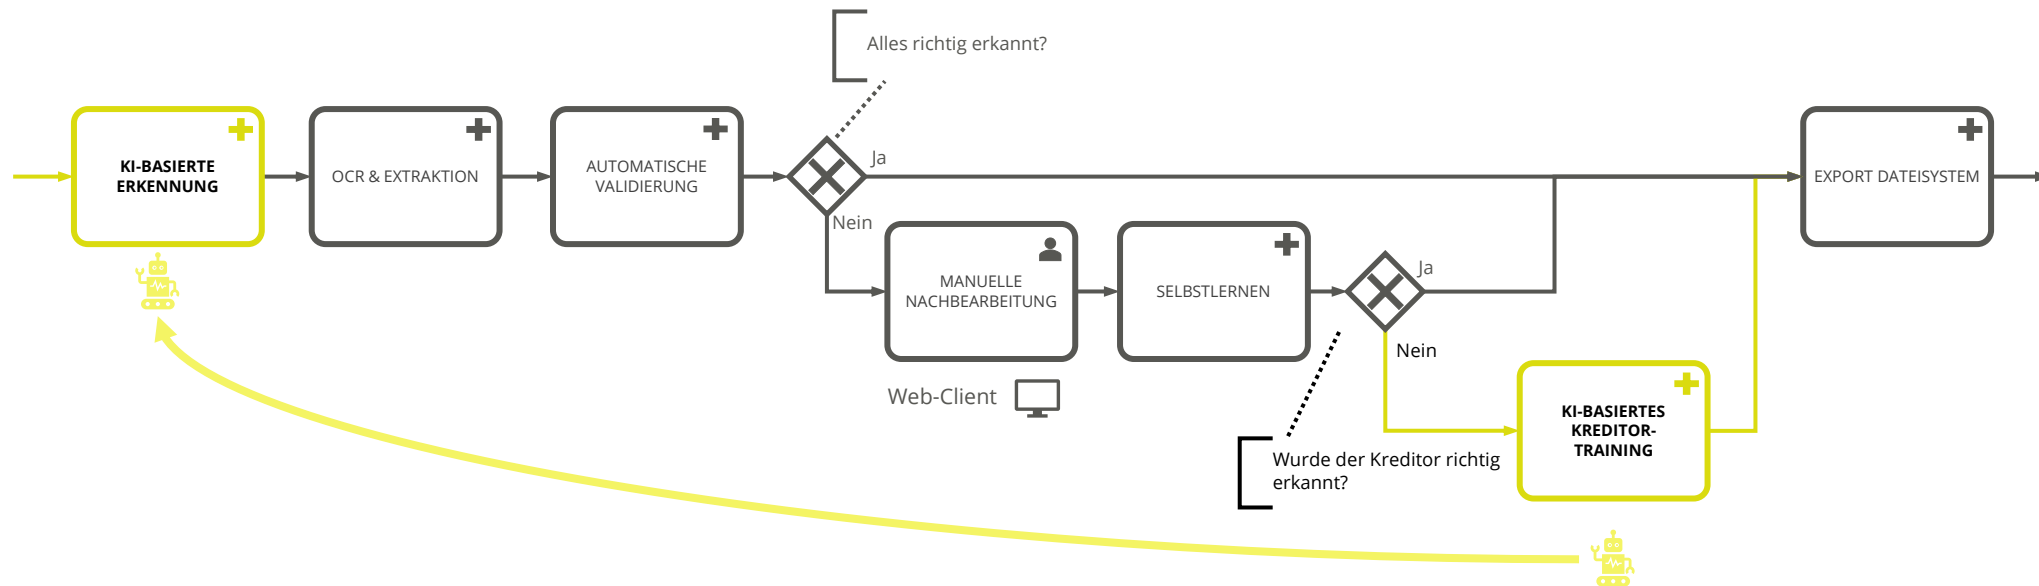 Alles richtig erkannt?
KI-BASIERTE
ERKENNUNG
OCR & EXTRAKTION
AUTOMATISCHE
VALIDIERUNG
Ja
EXPORT DATEISYSTEM
Nein
MANUELLE
NACHBEARBEITUNG
SELBSTLERNEN
Ja
Nein
Web-Client
KI-BASIERTES
KREDITOR-
TRAINING
Wurde der Kreditor richtig
erkannt?